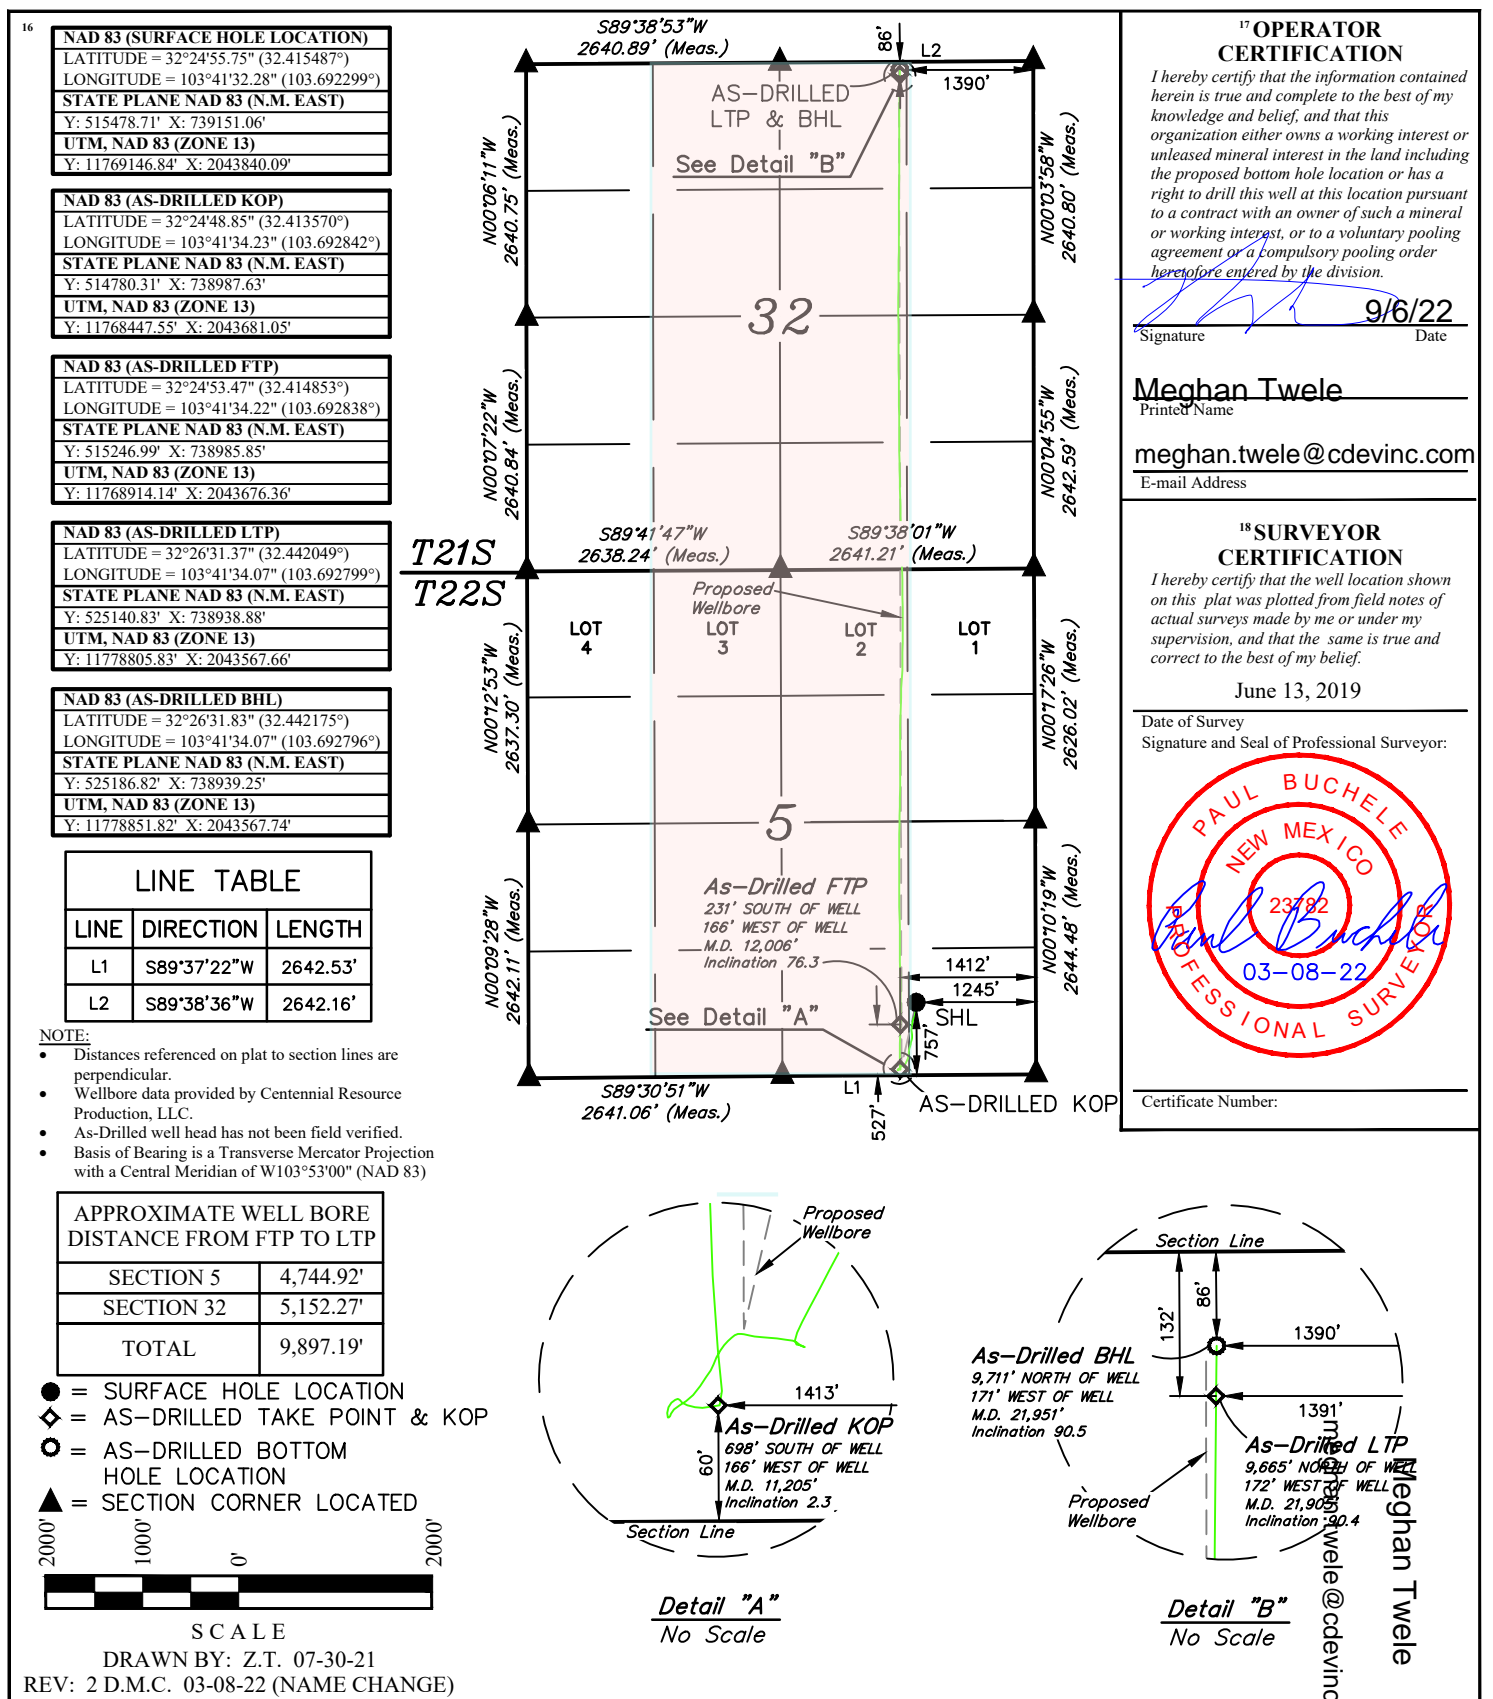 16
NAD 83 (SURFACE HOLE LOCATION)
LATITUDE = 32°24'55.75" (32.415487°)
LONGITUDE = 103°41'32.28" (103.692299°)
STATE PLANE NAD 83 (N.M. EAST)
Y: 515478.71' X: 739151.06'
UTM, NAD 83 (ZONE 13)
Y: 11769146.84' X: 2043840.09'
NAD 83 (AS-DRILLED KOP)
LATITUDE = 32°24'48.85" (32.413570°)
LONGITUDE = 103°41'34.23" (103.692842°)
STATE PLANE NAD 83 (N.M. EAST)
Y: 514780.31' X: 738987.63'
UTM, NAD 83 (ZONE 13)
Y: 11768447.55' X: 2043681.05'
NAD 83 (AS-DRILLED FTP)
LATITUDE = 32°24'53.47" (32.414853°)
LONGITUDE = 103°41'34.22" (103.692838°)
STATE PLANE NAD 83 (N.M. EAST)
Y: 515246.99' X: 738985.85'
UTM, NAD 83 (ZONE 13)
Y: 11768914.14' X: 2043676.36'
NAD 83 (AS-DRILLED LTP)
LATITUDE = 32°26'31.37" (32.442049°)
LONGITUDE = 103°41'34.07" (103.692799°)
STATE PLANE NAD 83 (N.M. EAST)
Y: 525140.83' X: 738938.88'
UTM, NAD 83 (ZONE 13)
Y: 11778805.83' X: 2043567.66'
NAD 83 (AS-DRILLED BHL)
LATITUDE = 32°26'31.83" (32.442175°)
LONGITUDE = 103°41'34.07" (103.692796°)
STATE PLANE NAD 83 (N.M. EAST)
Y: 525186.82' X: 738939.25'
UTM, NAD 83 (ZONE 13)
Y: 11778851.82' X: 2043567.74'
LINE TABLE
LINE DIRECTION LENGTH
L1 S89°37'22"W 2642.53'
L2 S89°38'36"W 2642.16'
NOTE:
• Distances referenced on plat to section lines are
perpendicular.
• Wellbore data provided by Centennial Resource
Production, LLC.
• As-Drilled well head has not been field verified.
• Basis of Bearing is a Transverse Mercator Projection
with a Central Meridian of W103°53'00" (NAD 83)
APPROXIMATE WELL BORE
DISTANCE FROM FTP TO LTP
SECTION 5 4,744.92'
SECTION 32 5,152.27'
TOTAL 9,897.19'
= SURFACE HOLE LOCATION
= AS-DRILLED TAKE POINT & KOP
= AS-DRILLED BOTTOM
HOLE LOCATION
= SECTION CORNER LOCATED
2000' 1000' 0' 2000'
SCALE
DRAWN BY: Z.T. 07-30-21
REV: 2 D.M.C. 03-08-22 (NAME CHANGE)
S89°38'53"W
2640.89' (Meas.)
86'
L2
1390'
AS-DRILLED
LTP & BHL
See Detail "B"
N00°06'11"W
2640.75' (Meas.)
N00°03'58"W
2640.80' (Meas.)
32
N00°07'22"W
2640.84' (Meas.)
N00°04'55"W
2642.59' (Meas.)
S89°41'47"W
2638.24' (Meas.)
S89°38'01"W
2641.21' (Meas.)
T21S
T22S
Proposed
Wellbore
LOT
4
LOT
3
LOT
2
LOT
1
N00°12'53"W
2637.30' (Meas.)
N00°17'26"W
2626.02' (Meas.)
5
As-Drilled FTP
231' SOUTH OF WELL
166' WEST OF WELL
M.D. 12,006'
Inclination 76.3
N00°09'28"W
2642.11' (Meas.)
N00°10'19"W
2644.48' (Meas.)
1412'
1245'
SHL
757'
See Detail "A"
S89°30'51"W
2641.06' (Meas.)
L1
527'
AS-DRILLED KOP
17 OPERATOR
CERTIFICATION
I hereby certify that the information contained
herein is true and complete to the best of my
knowledge and belief, and that this
organization either owns a working interest or
unleased mineral interest in the land including
the proposed bottom hole location or has a
right to drill this well at this location pursuant
to a contract with an owner of such a mineral
or working interest, or to a voluntary pooling
agreement or a compulsory pooling order
heretofore entered by the division.
9/6/22
Signature Date
Meghan Twele
Printed Name
meghan.twele@cdevinc.com
E-mail Address
18 SURVEYOR
CERTIFICATION
I hereby certify that the well location shown
on this plat was plotted from field notes of
actual surveys made by me or under my
supervision, and that the same is true and
correct to the best of my belief.
June 13, 2019
Date of Survey
Signature and Seal of Professional Surveyor:
PAUL BUCHELE
NEW MEXICO
23782
Paul Buchele
03-08-22
PROFESSIONAL SURVEYOR
Certificate Number:
Proposed
Wellbore
1413'
As-Drilled KOP
698' SOUTH OF WELL
166' WEST OF WELL
M.D. 11,205'
Inclination 2.3
60'
Section Line
Detail "A"
No Scale
Section Line
132'
86'
1390'
As-Drilled BHL
9,711' NORTH OF WELL
171' WEST OF WELL
M.D. 21,951'
Inclination 90.5
1391'
As-Drilled LTP
9,665' NORTH OF WELL
172' WEST OF WELL
M.D. 21,905'
Inclination 90.4
Proposed
Wellbore
Detail "B"
No Scale
Meghan Twele
meghan.twele@cdevinc